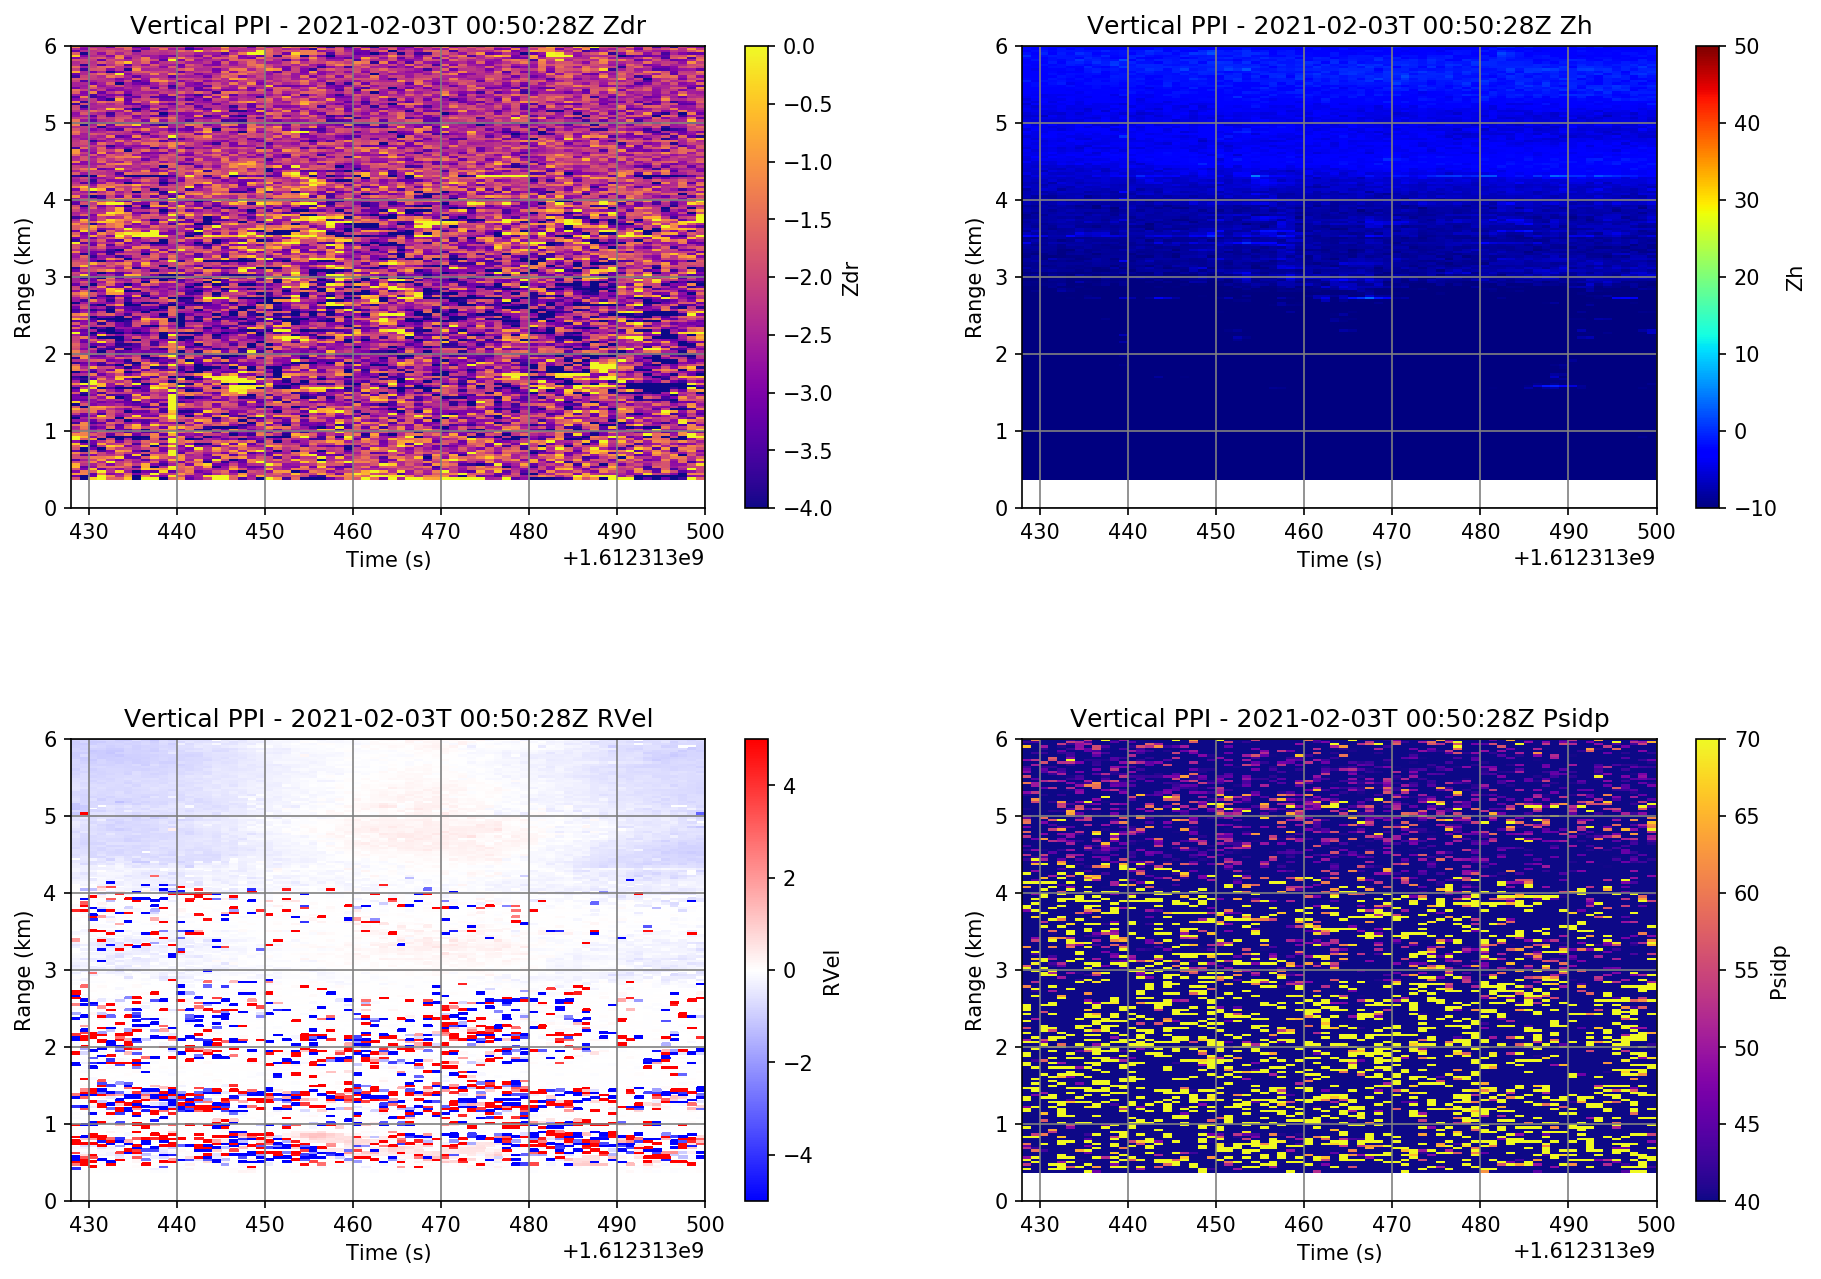 Vertical PPI - 2021-02-03T 00:50:28Z Zdr
6
5
4
3
2
1
0
Range (km)
430 440 450 460 470 480 490 500
Time (s)
+1.612313e9
0.0
−0.5
−1.0
−1.5
−2.0
−2.5
−3.0
−3.5
−4.0
Zdr
Vertical PPI - 2021-02-03T 00:50:28Z Zh
6
5
4
3
2
1
0
Range (km)
430 440 450 460 470 480 490 500
Time (s)
+1.612313e9
50
40
30
20
10
0
−10
Zh
Vertical PPI - 2021-02-03T 00:50:28Z RVel
6
5
4
3
2
1
0
Range (km)
430 440 450 460 470 480 490 500
Time (s)
+1.612313e9
4
2
0
−2
−4
RVel
Vertical PPI - 2021-02-03T 00:50:28Z Psidp
6
5
4
3
2
1
0
Range (km)
430 440 450 460 470 480 490 500
Time (s)
+1.612313e9
70
65
60
55
50
45
40
Psidp